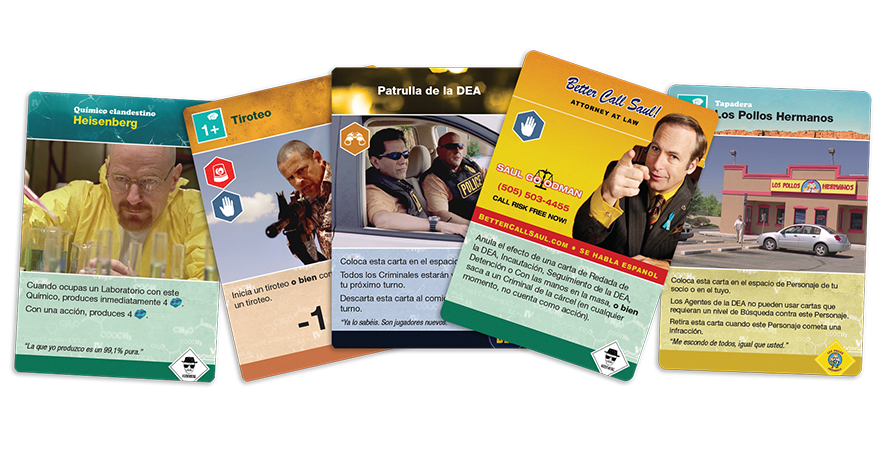 Químico clandestino
Heisenberg
Cuando ocupas un Laboratorio con este
Químico, produces inmediatamente 4
Con una acción, produces 4
"La que yo produzco es un 99,1% pura."
HEISENBERG
1+
Tiroteo
Inicia un tiroteo o bien
un tiroteo.
-1
Patrulla de la DEA
POLICE
Coloca esta carta en el espacio
Todos los Criminales estarán
tu próximo turno.
Descarta esta carta al
turno.
"Ya lo sabéis. Son jugadores nuevos.
Better Call Saul!
ATTORNEY AT LAW
SAUL GOODMAN
(505) 503-4455
CALL RISK FREE NOW!
BETTERCALLSAUL.COM • SE HABLA ESPANOL
Anula el efecto de una carta de Redada de
la DEA, Incautación, Seguimiento de la DEA,
Detención o Con las manos en la masa, o bien
saca a un Criminal de la cárcel (en cualquier
momento, no cuenta como acción).
Tapadera
Los Pollos Hermanos
LOS POLLOS HERMANOS
Coloca esta carta en el espacio de Personaje de tu
socio o en el tuyo.
Los Agentes de la DEA no pueden usar cartas que
requieran un nivel de Búsqueda contra este Personaje.
Retira esta carta cuando este Personaje cometa una
infracción.
"Me escondo de todos, igual que usted."